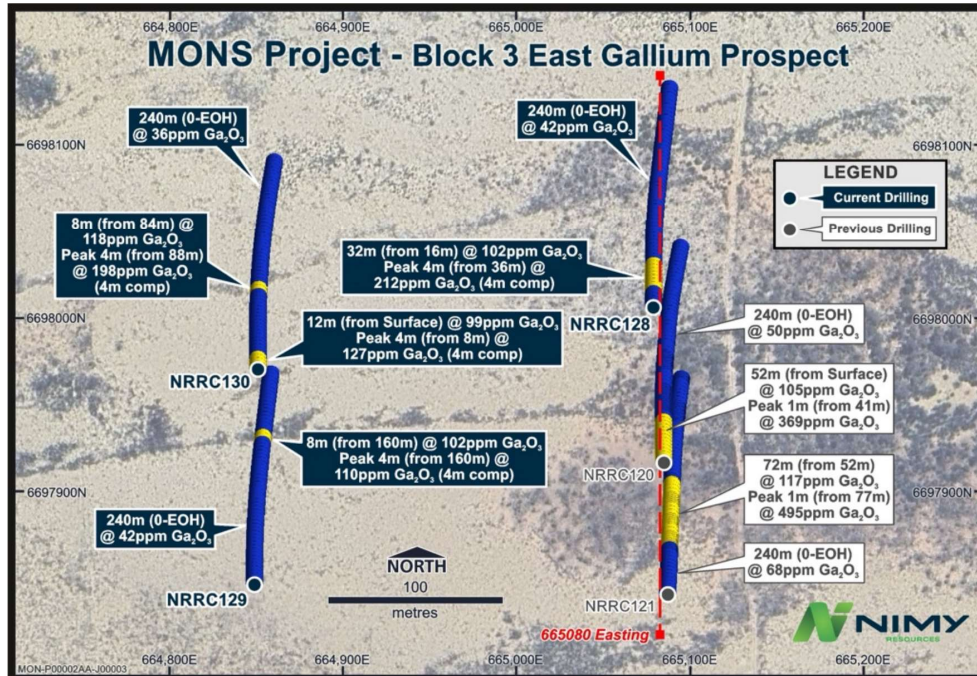 664,800E 664,900E 665,000E 665,100E 665,200E
MONS Project - Block 3 East Gallium Prospect
240m (0-EOH)
@ 36ppm Ga₂O₃
240m (0-EOH)
@ 42ppm Ga₂O₃
6698100N
6698100N
LEGEND
Current Drilling
Previous Drilling
8m (from 84m) @
118ppm Ga₂O₃
Peak 4m (from 88m)
@ 198ppm Ga₂O₃
(4m comp)
32m (from 16m) @ 102ppm Ga₂O₃
Peak 4m (from 36m) @
212ppm Ga₂O₃ (4m comp)
6698000N
6698000N
NRRC128
240m (0-EOH)
@ 50ppm Ga₂O₃
12m (from Surface) @ 99ppm Ga₂O₃
Peak 4m (from 8m) @
127ppm Ga₂O₃ (4m comp)
NRRC130
52m (from Surface)
@ 105ppm Ga₂O₃
Peak 1m (from 41m)
@ 369ppm Ga₂O₃
8m (from 160m) @ 102ppm Ga₂O₃
Peak 4m (from 160m) @
110ppm Ga₂O₃ (4m comp)
NRRC120
6697900N
6697900N
72m (from 52m)
@ 117ppm Ga₂O₃
Peak 1m (from 77m)
@ 495ppm Ga₂O₃
240m (0-EOH)
@ 42ppm Ga₂O₃
240m (0-EOH)
@ 68ppm Ga₂O₃
NORTH
100
metres
NRRC129
NRRC121
665080 Easting
NIMY
RESOURCES
MON-P00002AA-J00003
664,800E 664,900E 665,000E 665,100E 665,200E